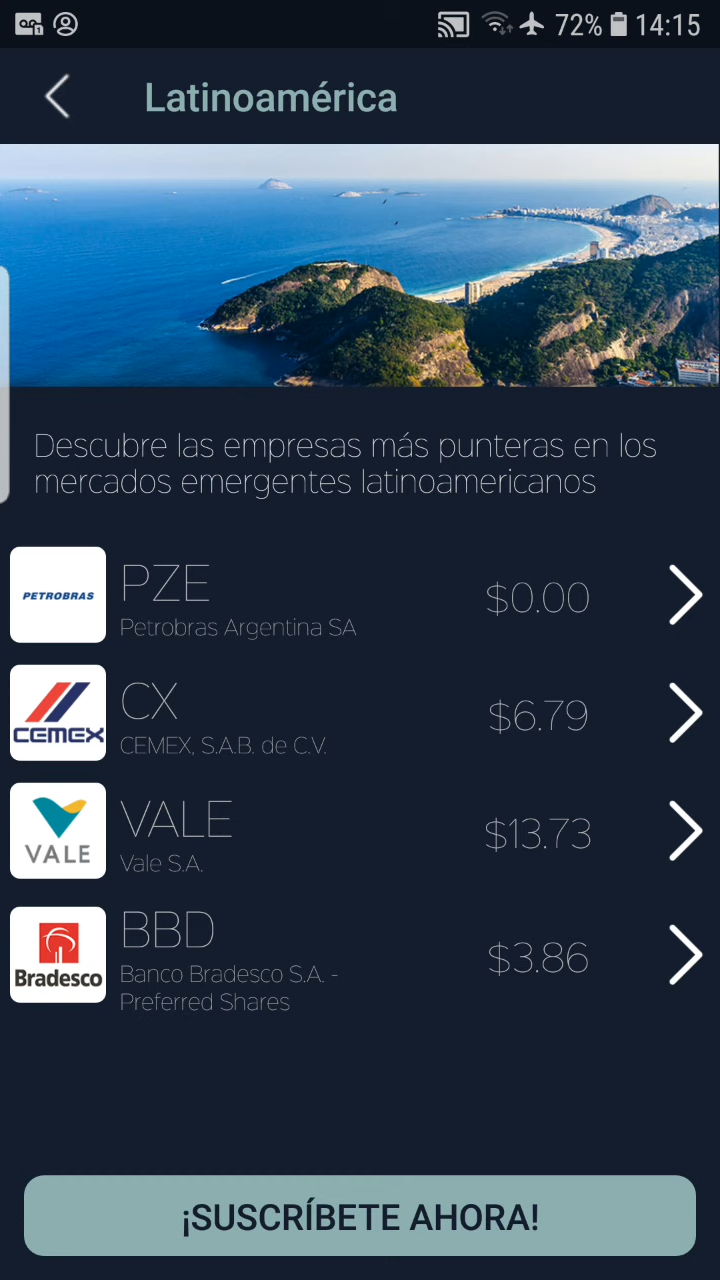 72% 14:15
Latinoamérica
Descubre las empresas más punteras en los
mercados emergentes latinoamericanos
PETROBRAS
PZE
Petrobras Argentina SA
$0.00
CEMEX
CX
CEMEX, S.A.B. de C.V.
$6.79
VALE
VALE
Vale S.A.
$13.73
Bradesco
BBD
Banco Bradesco S.A. -
Preferred Shares
$3.86
¡SUSCRÍBETE AHORA!